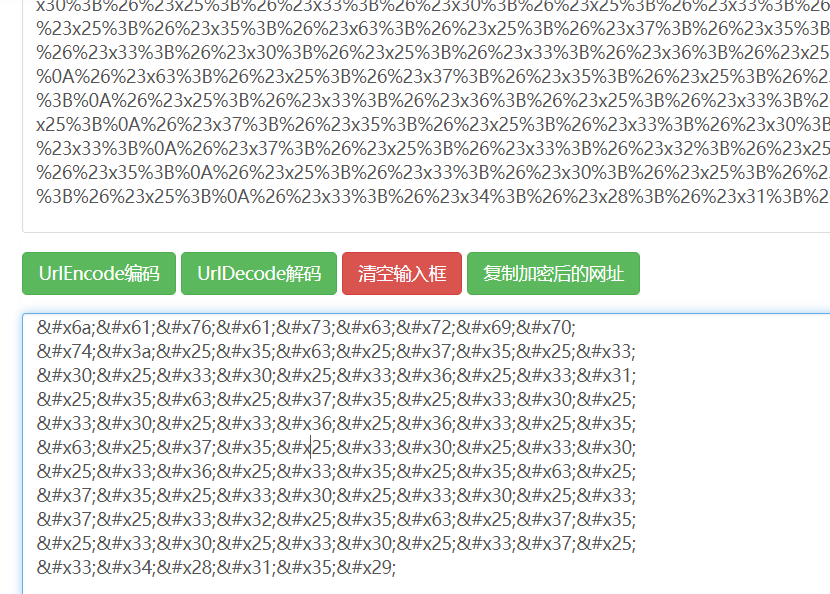 x30%3B%26%23x25%3B%26%23x33%3B%26%23x30%3B%26%23x25%3B%26%23x33%3B%26%23
%23x25%3B%26%23x35%3B%26%23x63%3B%26%23x25%3B%26%23x37%3B%26%23x35%3B
%26%23x33%3B%26%23x30%3B%26%23x25%3B%26%23x33%3B%26%23x36%3B%26%23x25
%0A%26%23x63%3B%26%23x25%3B%26%23x37%3B%26%23x35%3B%26%23x25%3B%26%2
%3B%0A%26%23x25%3B%26%23x33%3B%26%23x36%3B%26%23x25%3B%26%23x33%3B%2
x25%3B%0A%26%23x37%3B%26%23x35%3B%26%23x25%3B%26%23x33%3B%26%23x30%3B
%23x33%3B%0A%26%23x37%3B%26%23x25%3B%26%23x33%3B%26%23x32%3B%26%23x25
%26%23x35%3B%0A%26%23x25%3B%26%23x33%3B%26%23x30%3B%26%23x25%3B%26%23
%3B%26%23x25%3B%0A%26%23x33%3B%26%23x34%3B%26%23x28%3B%26%23x31%3B%2
UrlEncode编码 UrlDecode解码 清空输入框 复制加密后的网址
&#x6a;&#x61;&#x76;&#x61;&#x73;&#x63;&#x72;&#x69;&#x70;
&#x74;&#x3a;&#x25;&#x35;&#x63;&#x25;&#x37;&#x35;&#x25;&#x33;
&#x30;&#x25;&#x33;&#x30;&#x25;&#x33;&#x36;&#x25;&#x33;&#x31;
&#x25;&#x35;&#x63;&#x25;&#x37;&#x35;&#x25;&#x33;&#x30;&#x25;
&#x33;&#x30;&#x25;&#x33;&#x36;&#x25;&#x36;&#x33;&#x25;&#x35;
&#x63;&#x25;&#x37;&#x35;&#x25;&#x33;&#x30;&#x25;&#x33;&#x30;
&#x25;&#x33;&#x36;&#x25;&#x33;&#x35;&#x25;&#x35;&#x63;&#x25;
&#x37;&#x35;&#x25;&#x33;&#x30;&#x25;&#x33;&#x30;&#x25;&#x33;
&#x37;&#x25;&#x33;&#x32;&#x25;&#x35;&#x63;&#x25;&#x37;&#x35;
&#x25;&#x33;&#x30;&#x25;&#x33;&#x30;&#x25;&#x33;&#x37;&#x25;
&#x33;&#x34;&#x28;&#x31;&#x35;&#x29;